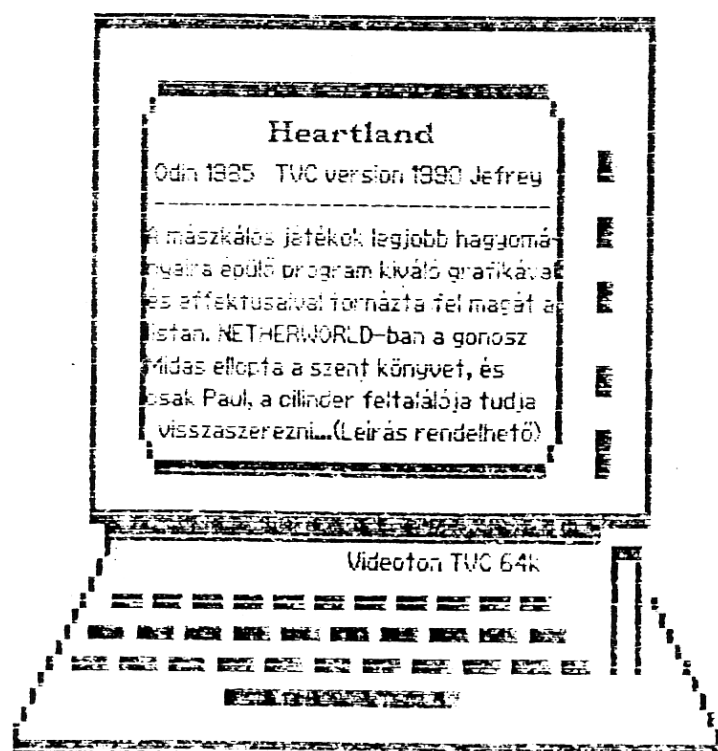 Heartland
Odin 1985 TVC version 1990 Jefrey
A mászkálós játékok legjobb hagyomá-
nyaira épülő program kiváló grafikával
és effektusaival tornázta fel magát a
listán. NETHERWORLD-ban a gonosz
Midas ellopta a szent könyvet, és
csak Paul, a cilinder feltalálója tudja
visszaszerezni...(Leírás rendelhető)
Videoton TVC 64k